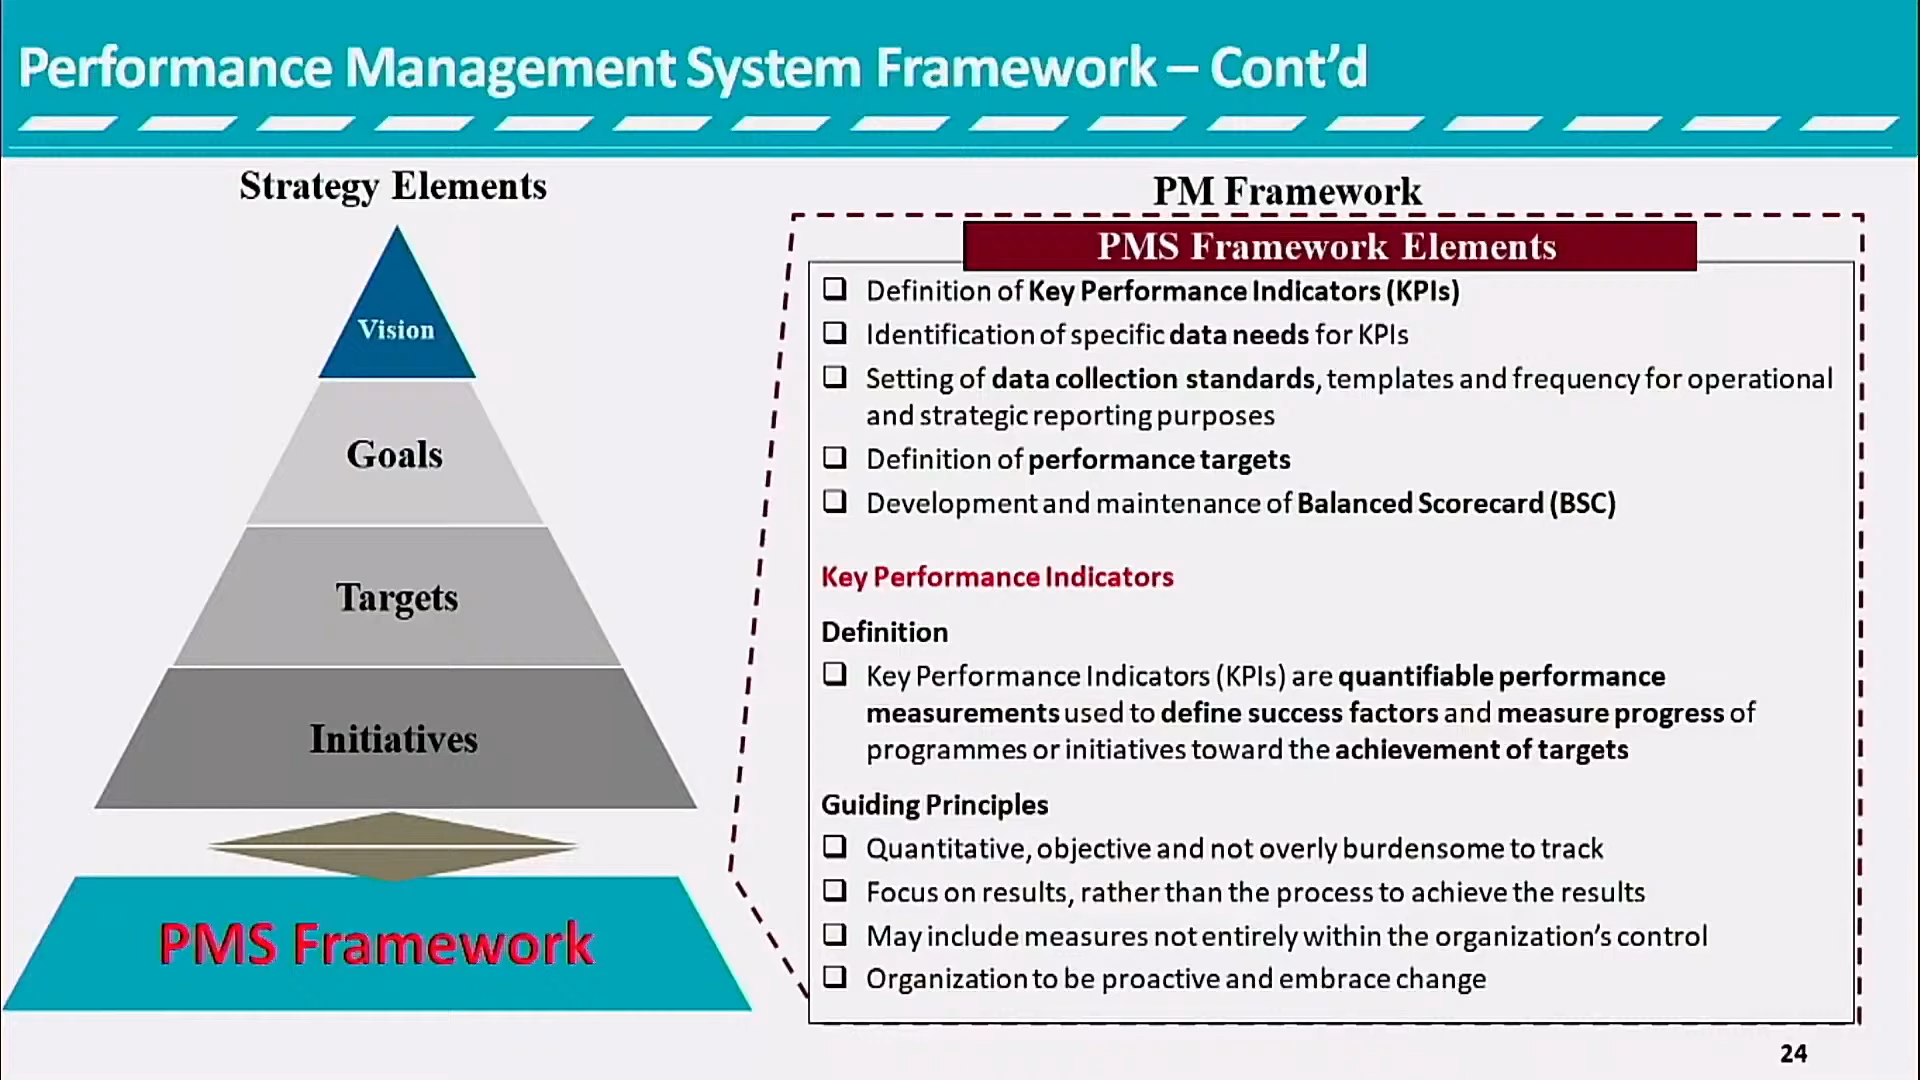 Performance Management System Framework – Cont’d
Strategy Elements
Vision
Goals
Targets
Initiatives
PMS Framework
PM Framework
PMS Framework Elements
❑ Definition of Key Performance Indicators (KPIs)
❑ Identification of specific data needs for KPIs
❑ Setting of data collection standards, templates and frequency for operational
and strategic reporting purposes
❑ Definition of performance targets
❑ Development and maintenance of Balanced Scorecard (BSC)
Key Performance Indicators
Definition
❑ Key Performance Indicators (KPIs) are quantifiable performance
measurements used to define success factors and measure progress of
programmes or initiatives toward the achievement of targets
Guiding Principles
❑ Quantitative, objective and not overly burdensome to track
❑ Focus on results, rather than the process to achieve the results
❑ May include measures not entirely within the organization’s control
❑ Organization to be proactive and embrace change
24